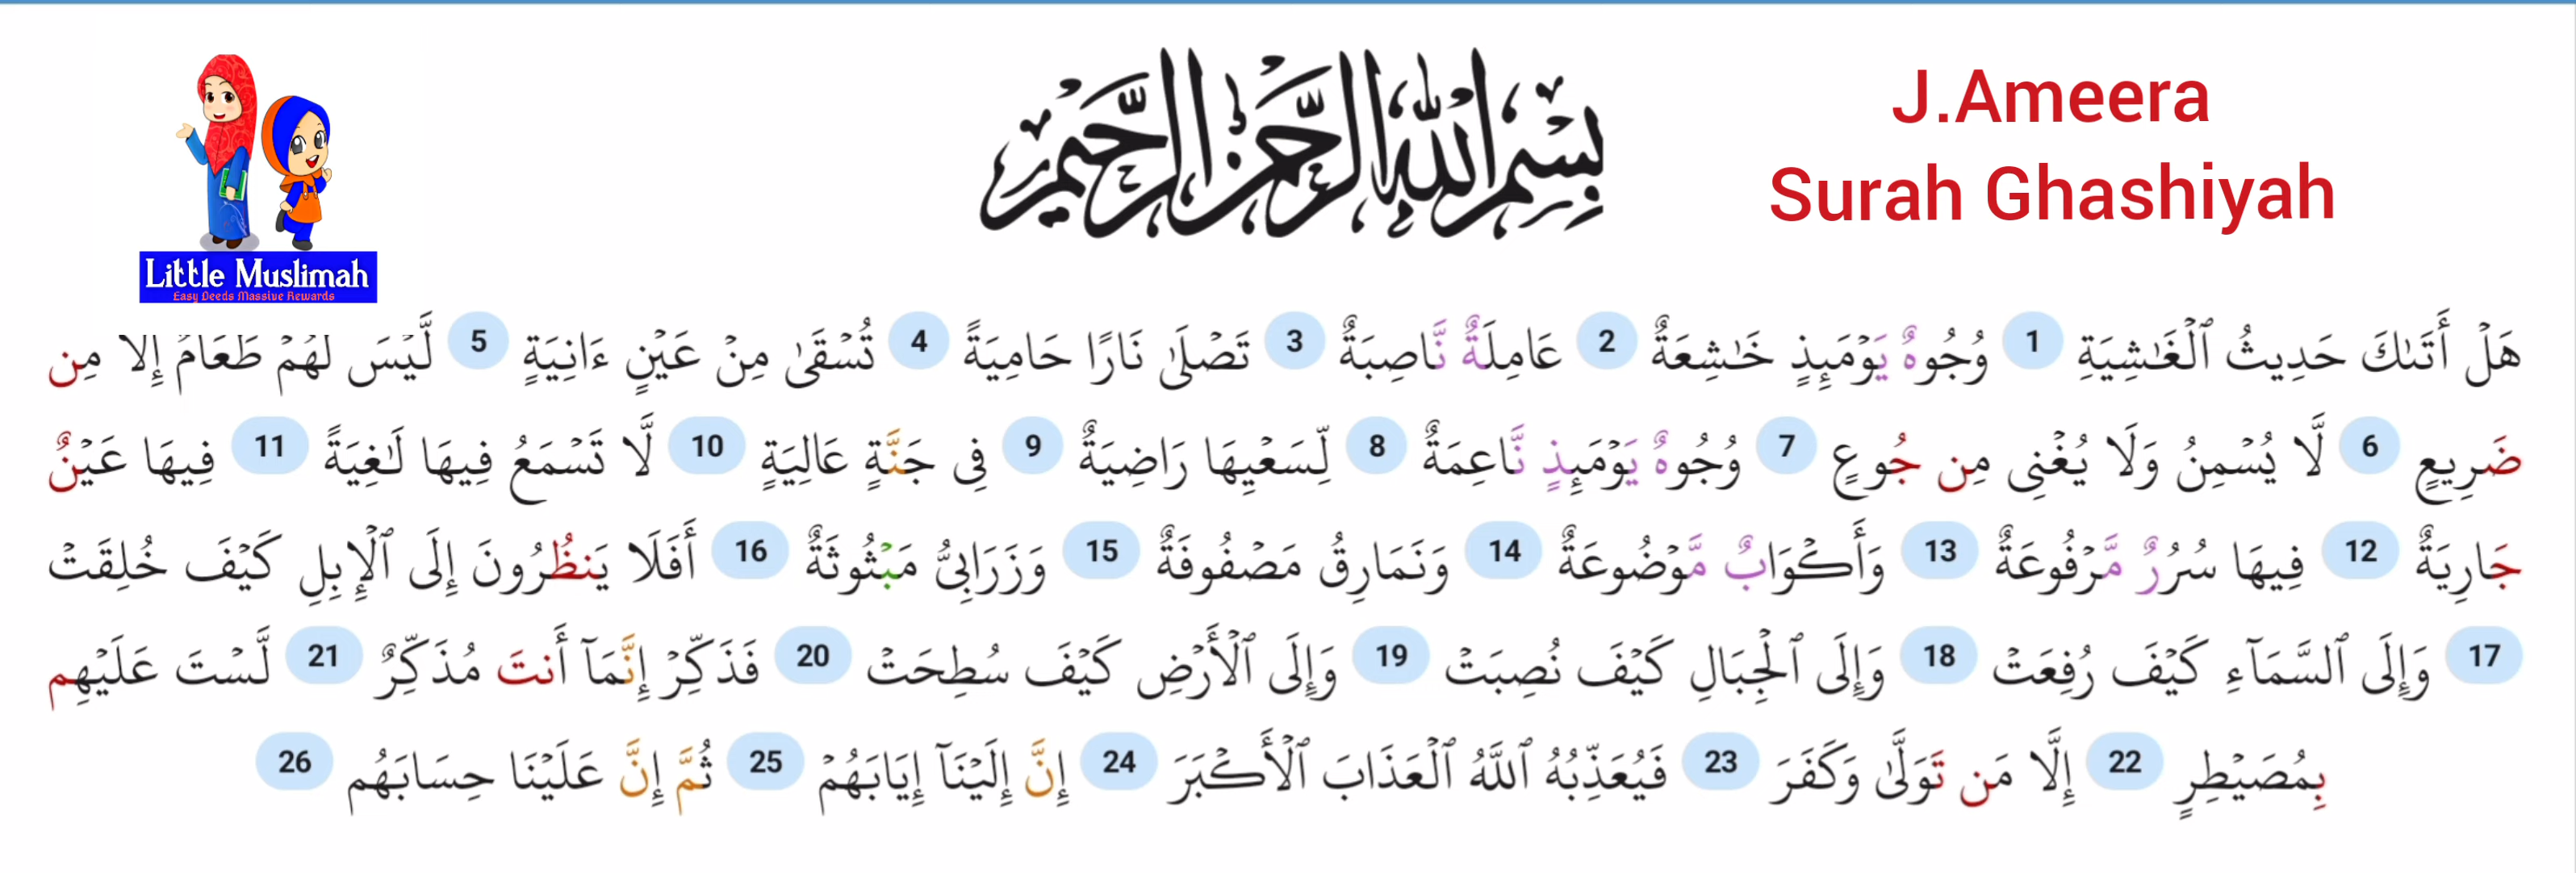 بِسۡمِ ٱللَّهِ ٱلرَّحۡمَٰنِ ٱلرَّحِيمِ
J.Ameera
Surah Ghashiyah
Little Muslimah
Easy Deeds Massive Rewards
هَلۡ أَتَىٰكَ حَدِيثُ ٱلۡغَٰشِيَةِ 1 وُجُوهٞ يَوۡمَئِذٍ خَٰشِعَةٌ 2 عَامِلَةٞ نَّاصِبَةٞ 3 تَصۡلَىٰ نَارًا حَامِيَةٗ 4 تُسۡقَىٰ مِنۡ عَيۡنٍ ءَانِيَةٖ 5 لَّيۡسَ لَهُمۡ طَعَامٌ إِلَّا مِن
ضَرِيعٖ 6 لَّا يُسۡمِنُ وَلَا يُغۡنِي مِن جُوعٖ 7 وُجُوهٞ يَوۡمَئِذٖ نَّاعِمَةٞ 8 لِّسَعۡيِهَا رَاضِيَةٞ 9 فِي جَنَّةٍ عَالِيَةٖ 10 لَّا تَسۡمَعُ فِيهَا لَٰغِيَةٗ 11 فِيهَا عَيۡنٞ
جَارِيَةٞ 12 فِيهَا سُرُرٞ مَّرۡفُوعَةٞ 13 وَأَكۡوَابٞ مَّوۡضُوعَةٞ 14 وَنَمَارِقُ مَصۡفُوفَةٞ 15 وَزَرَابِيُّ مَبۡثُوثَةٌ 16 أَفَلَا يَنظُرُونَ إِلَى ٱلۡإِبِلِ كَيۡفَ خُلِقَتۡ
17 وَإِلَى ٱلسَّمَآءِ كَيۡفَ رُفِعَتۡ 18 وَإِلَى ٱلۡجِبَالِ كَيۡفَ نُصِبَتۡ 19 وَإِلَى ٱلۡأَرۡضِ كَيۡفَ سُطِحَتۡ 20 فَذَكِّرۡ إِنَّمَآ أَنتَ مُذَكِّرٞ 21 لَّسۡتَ عَلَيۡهِم
بِمُصَيۡطِرٍ 22 إِلَّا مَن تَوَلَّىٰ وَكَفَرَ 23 فَيُعَذِّبُهُ ٱللَّهُ ٱلۡعَذَابَ ٱلۡأَكۡبَرَ 24 إِنَّ إِلَيۡنَآ إِيَابَهُمۡ 25 ثُمَّ إِنَّ عَلَيۡنَا حِسَابَهُم 26